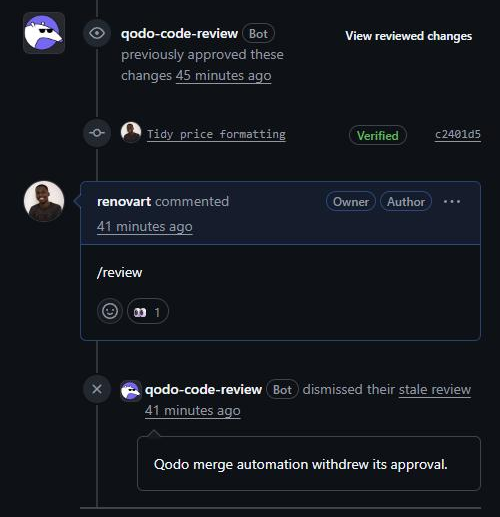 qodo-code-review Bot
View reviewed changes
previously approved these
changes 45 minutes ago
Tidy price formatting Verified c2401d5
renovart commented Owner Author
41 minutes ago
/review
1
qodo-code-review Bot dismissed their stale review
41 minutes ago
Qodo merge automation withdrew its approval.